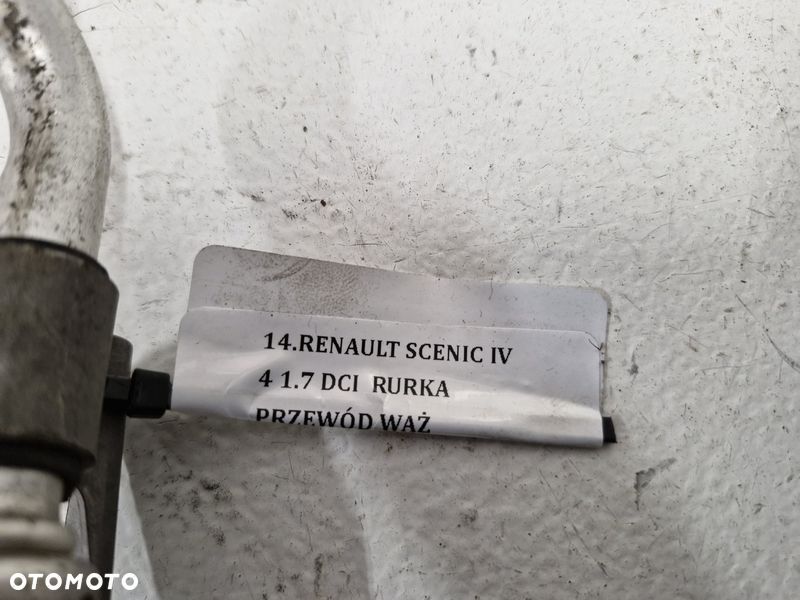 14.RENAULT SCENIC IV
4 1.7 DCI RURKA
PRZEWÓD WĄŻ
OTOMOTO